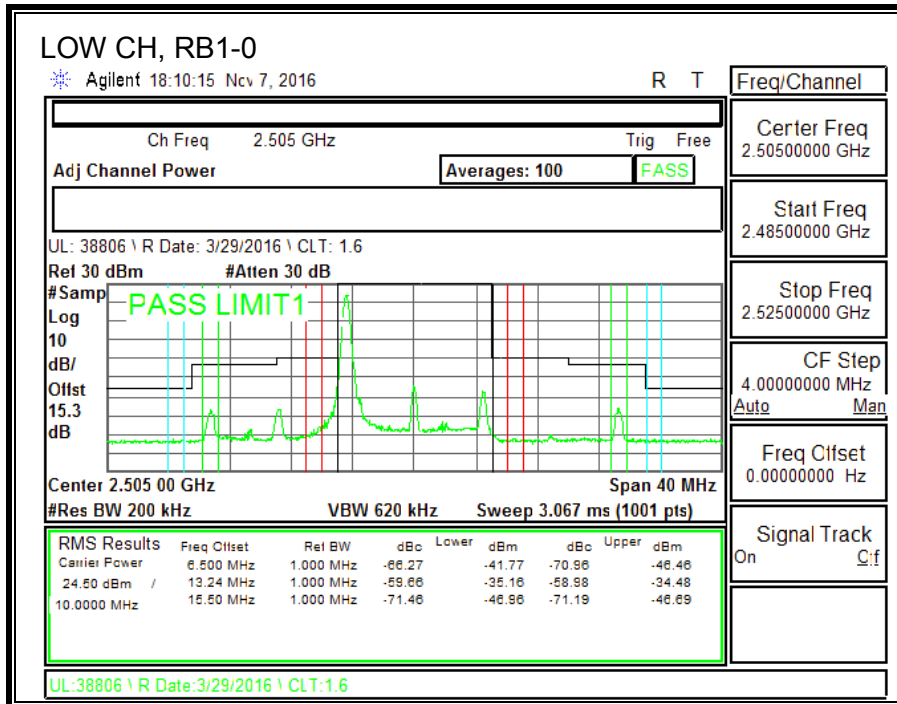 LOW CH, RB1-0
Agilent 18:10:15 Nov 7, 2016 R T
Freq/Channel
Ch Freq 2.505 GHz Trig Free
Adj Channel Power Averages: 100 PASS
Center Freq
2.50500000 GHz
Start Freq
2.48500000 GHz
Stop Freq
2.52500000 GHz
CF Step
4.00000000 MHz
Auto Man
Freq Offset
0.00000000 Hz
Signal Track
On Off
UL: 38806 \ R Date: 3/29/2016 \ CLT: 1.6
Ref 30 dBm #Atten 30 dB
#Samp
Log
10
dB/
Offst
15.3
dB
PASS LIMIT1
Center 2.505 00 GHz Span 40 MHz
#Res BW 200 kHz VBW 620 kHz Sweep 3.067 ms (1001 pts)
RMS Results Freq Offset Ref BW dBc Lower dBm dBc Upper dBm
Carrier Power 6.500 MHz 1.000 MHz -66.27 -41.77 -70.96 -46.46
24.50 dBm / 13.24 MHz 1.000 MHz -59.66 -35.16 -58.98 -34.48
10.0000 MHz 15.50 MHz 1.000 MHz -71.46 -46.96 -71.19 -46.69
UL:38806 \ R Date:3/29/2016 \ CLT:1.6